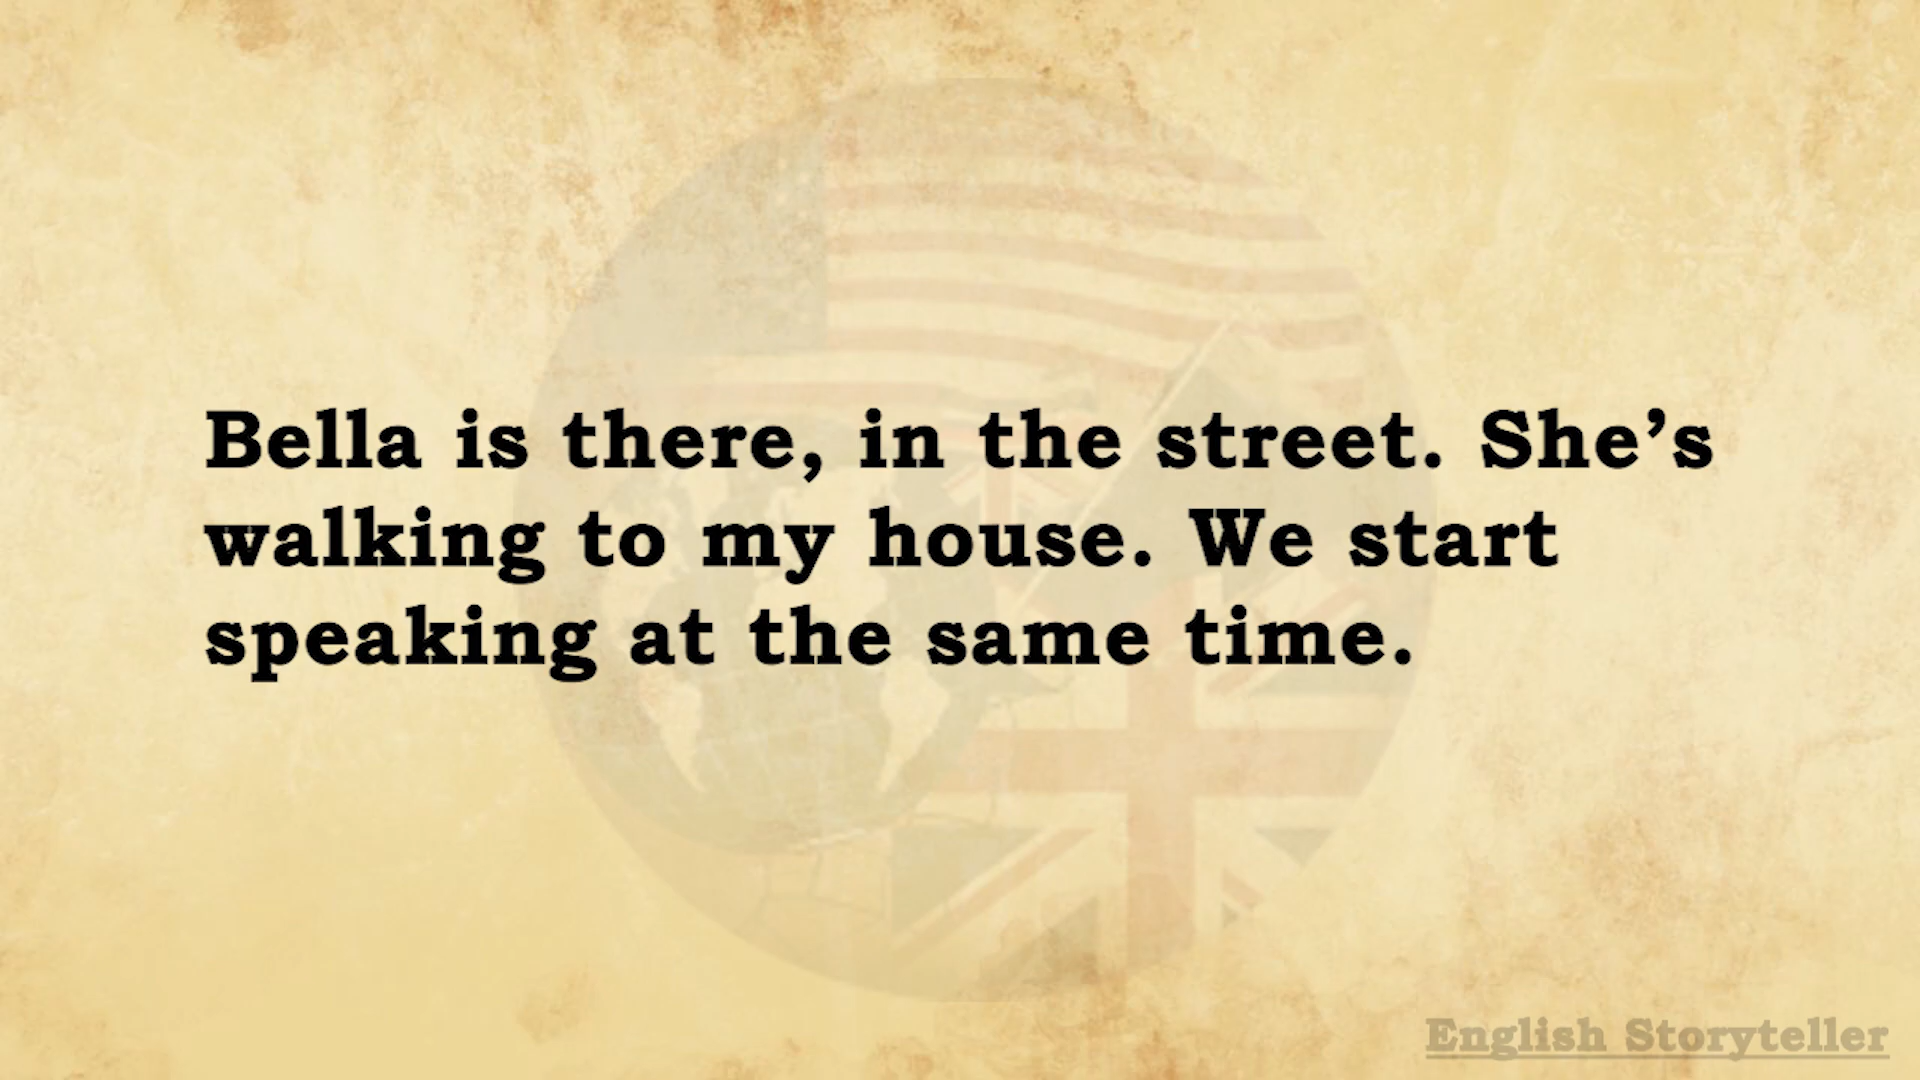 Bella is there, in the street. She’s
walking to my house. We start
speaking at the same time.
English Storyteller